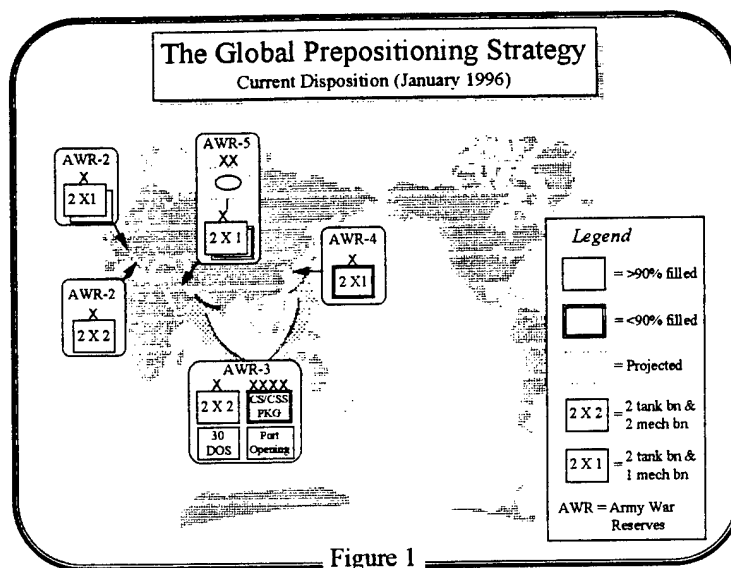 The Global Prepositioning Strategy
Current Disposition (January 1996)
AWR-2
X
2 X1
AWR-5
XX
X
2 X 1
AWR-4
X
2 X1
AWR-2
X
2 X 2
AWR-3
X
XXXX
2 X 2
CS/CSS
PKG
30
DOS
Port
Opening
Legend
= >90% filled
= <90% filled
= Projected
2 X 2 = 2 tank bn &
2 mech bn
2 X 1 = 2 tank bn &
1 mech bn
AWR = Army War
Reserves
Figure 1